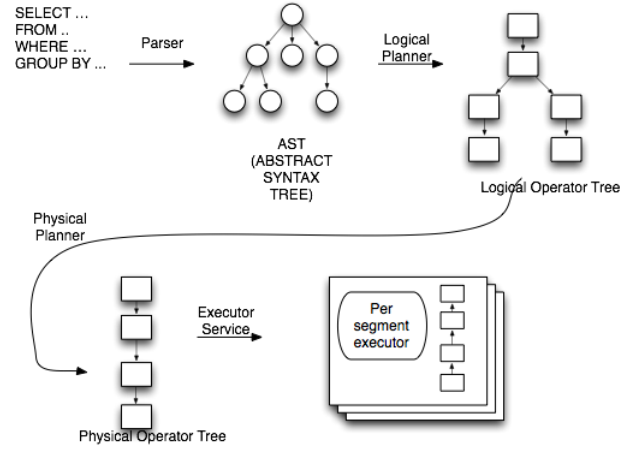 SELECT ...
FROM ..
WHERE ...
GROUP BY ...
Parser
Logical
Planner
AST
(ABSTRACT
SYNTAX
TREE)
Logical Operator Tree
Physical
Planner
Executor
Service
Per
segment
executor
Physical Operator Tree